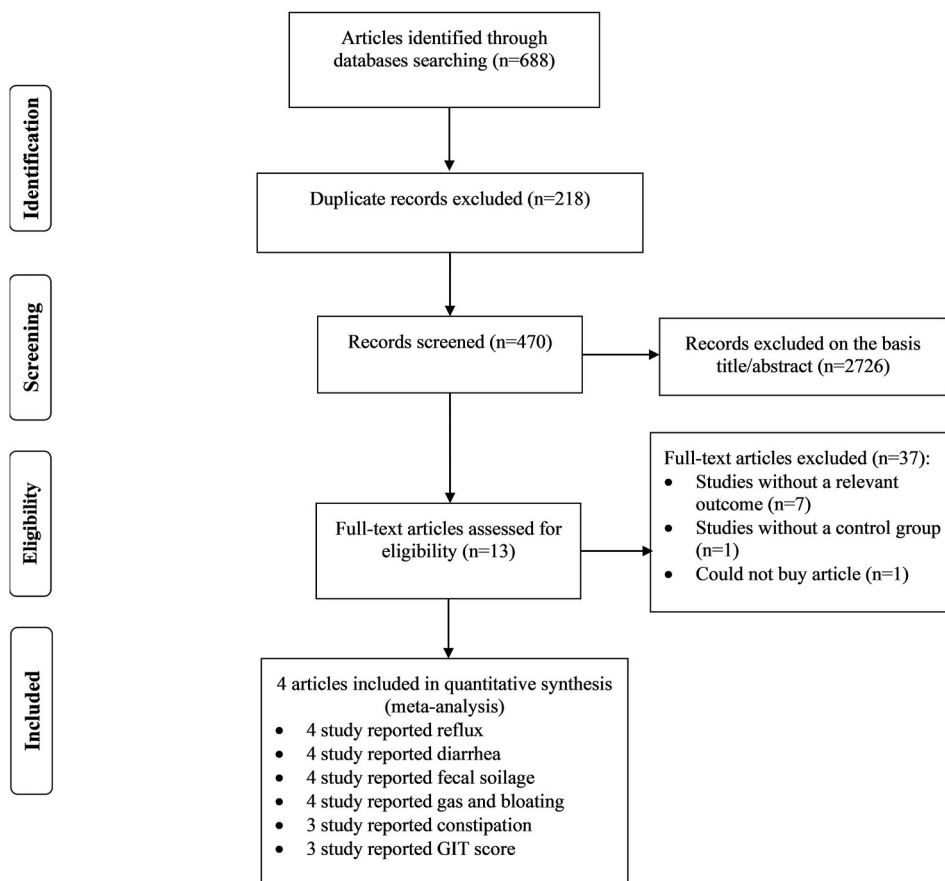 Articles identified through
databases searching (n=688)
Identification
Duplicate records excluded (n=218)
Screening
Records screened (n=470)
Records excluded on the basis
title/abstract (n=2726)
Eligibility
Full-text articles assessed for
eligibility (n=13)
Full-text articles excluded (n=37):
• Studies without a relevant
outcome (n=7)
• Studies without a control group
(n=1)
• Could not buy article (n=1)
Included
4 articles included in quantitative synthesis
(meta-analysis)
• 4 study reported reflux
• 4 study reported diarrhea
• 4 study reported fecal soilage
• 4 study reported gas and bloating
• 3 study reported constipation
• 3 study reported GIT score